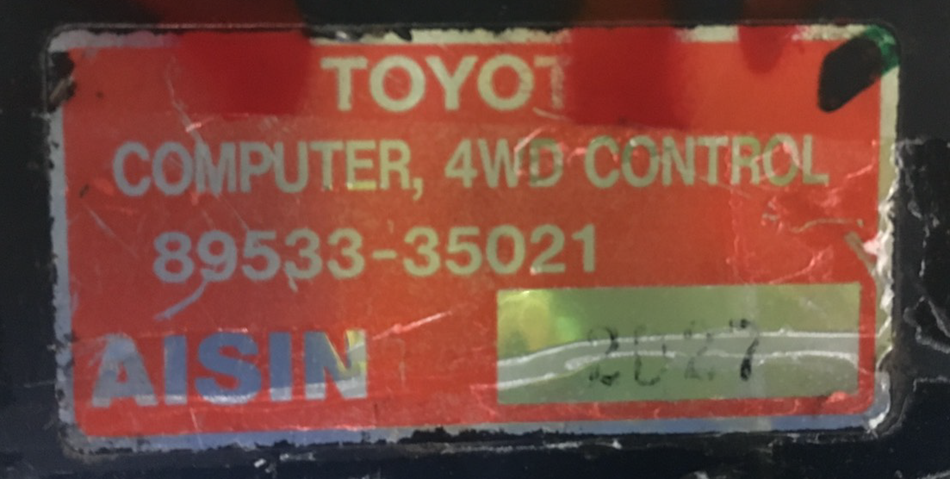 TOYOT
COMPUTER, 4WD CONTROL
89533-35021
AISIN
2027